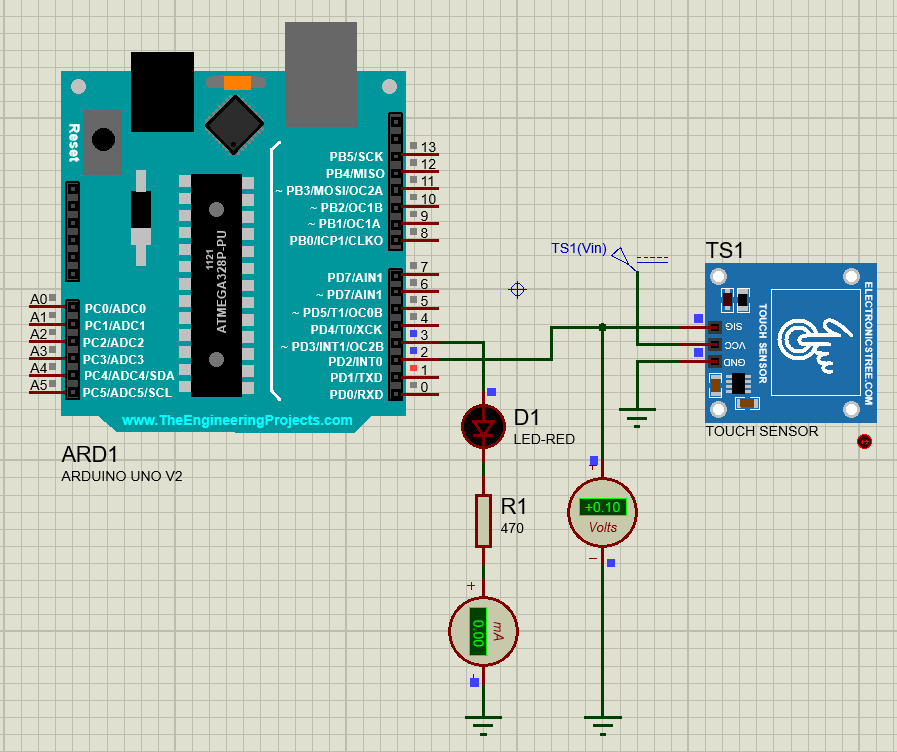 Reset
1121
ATMEGA328P-PU
PB5/SCK 13
PB4/MISO 12
~ PB3/MOSI/OC2A 11
~ PB2/OC1B 10
~ PB1/OC1A 9
PB0/ICP1/CLKO 8
PD7/AIN1 7
~ PD7/AIN1 6
~ PD5/T1/OC0B 5
PD4/T0/XCK 4
~ PD3/INT1/OC2B 3
PD2/INT0 2
PD1/TXD 1
PD0/RXD 0
A0 PC0/ADC0
A1 PC1/ADC1
A2 PC2/ADC2
A3 PC3/ADC3
A4 PC4/ADC4/SDA
A5 PC5/ADC5/SCL
www.TheEngineeringProjects.com
ARD1
ARDUINO UNO V2
TS1(Vin)
TS1
SIG
VCC
GND
TOUCH SENSOR
ELECTRONICSTREE.COM
TOUCH SENSOR
D1
LED-RED
R1
470
+
0.00
mA
-
+
+0.10
Volts
-